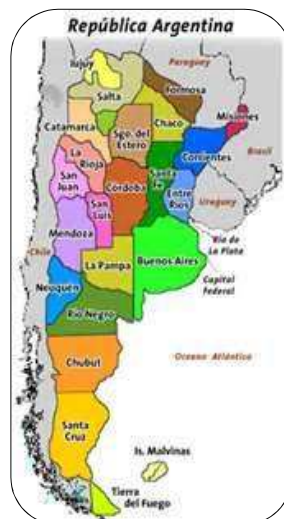 República Argentina
Jujuy
Paraguay
Salta
Formosa
Catamarca
Chaco
Misiones
Sgo. del
Estero
Brasil
La
Rioja
Corrientes
Santa
Fe
San
Juan
Córdoba
Entre
Ríos
San
Luis
Uruguay
Mendoza
Río de
La Plata
Chile
La Pampa
Buenos Aires
Capital
Federal
Neuquén
Río Negro
Oceano Atlántico
Chubut
Santa
Cruz
Is. Malvinas
Tierra
del Fuego